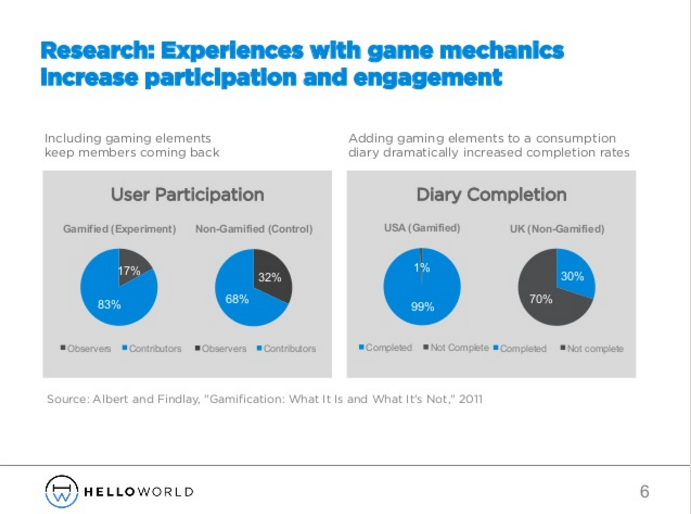 Research: Experiences with game mechanics
increase participation and engagement
Including gaming elements
keep members coming back
User Participation
Gamified (Experiment) Non-Gamified (Control)
17%
83%
32%
68%
Observers Contributors Observers Contributors
Adding gaming elements to a consumption
diary dramatically increased completion rates
Diary Completion
USA (Gamified) UK (Non-Gamified)
1%
99%
30%
70%
Completed Not Complete Completed Not complete
Source: Albert and Findlay, "Gamification: What It Is and What It's Not," 2011
HELLOWORLD
6